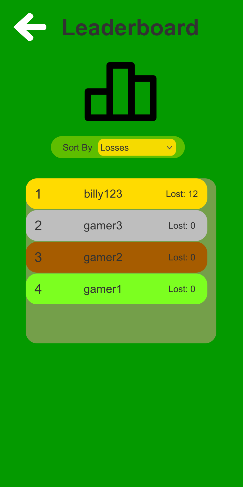 Leaderboard
Sort By Losses
1 billy123 Lost: 12
2 gamer3 Lost: 0
3 gamer2 Lost: 0
4 gamer1 Lost: 0